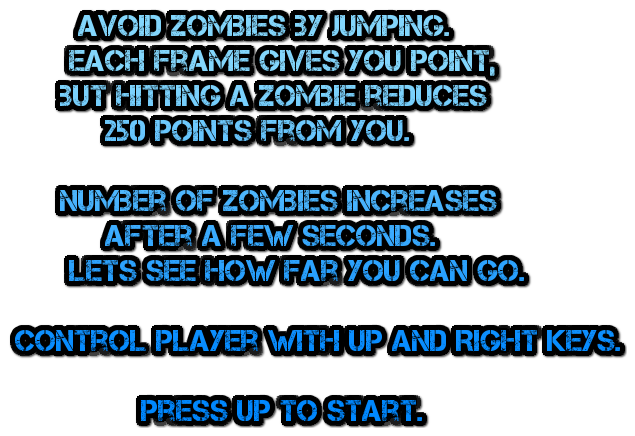 AVOID ZOMBIES BY JUMPING.
EACH FRAME GIVES YOU POINT,
BUT HITTING A ZOMBIE REDUCES
250 POINTS FROM YOU.
NUMBER OF ZOMBIES INCREASES
AFTER A FEW SECONDS.
LETS SEE HOW FAR YOU CAN GO.
CONTROL PLAYER WITH UP AND RIGHT KEYS.
PRESS UP TO START.